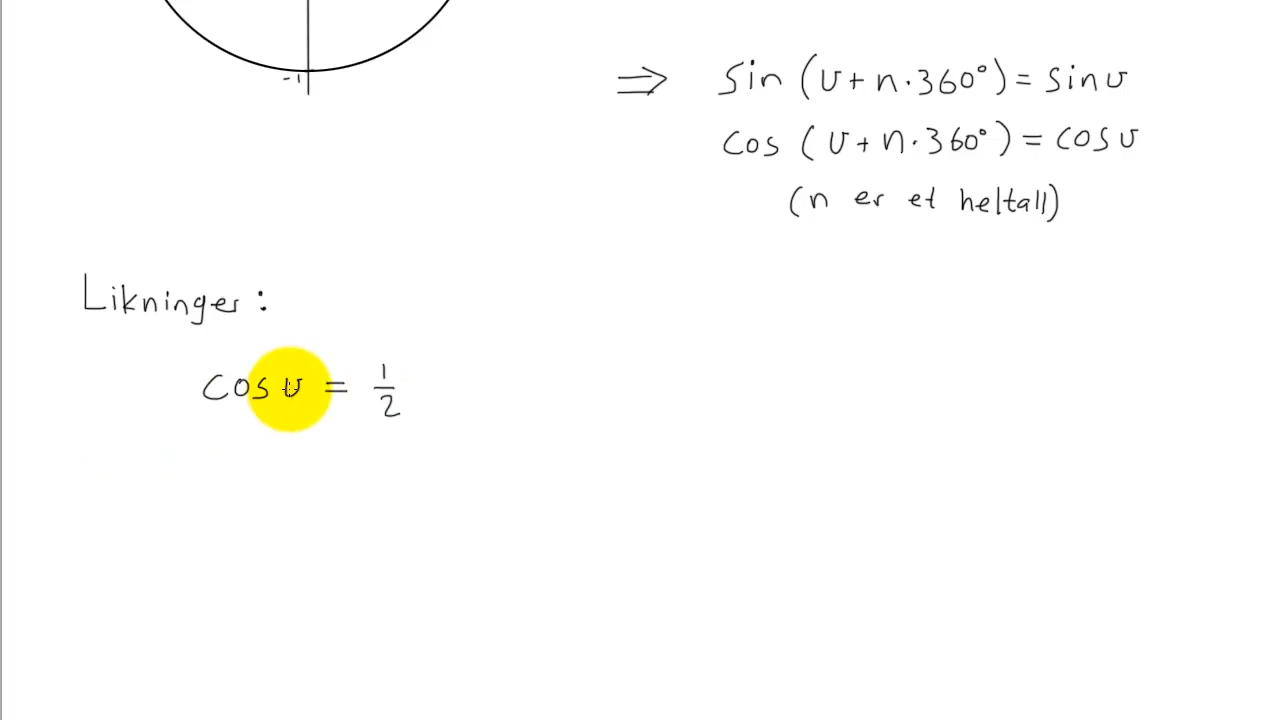 -1
⇒ sin (v + n · 360°) = sin v
cos (v + n · 360°) = cos v
(n er et heltall)
Likninger :
cos v = 1/2